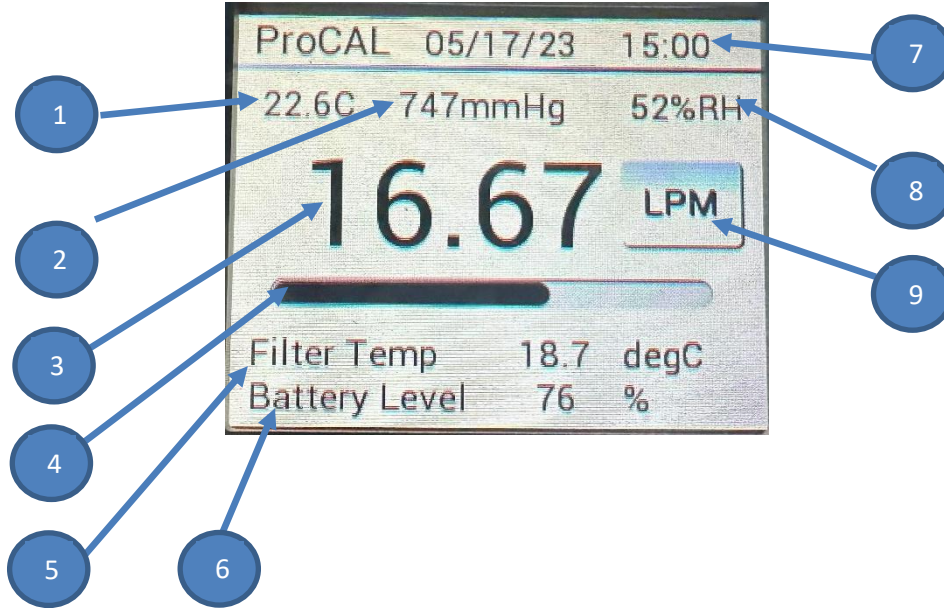 ProCAL 05/17/23 15:00
22.6C 747mmHg 52%RH
16.67 LPM
Filter Temp 18.7 degC
Battery Level 76 %
1
2
3
4
5
6
7
8
9